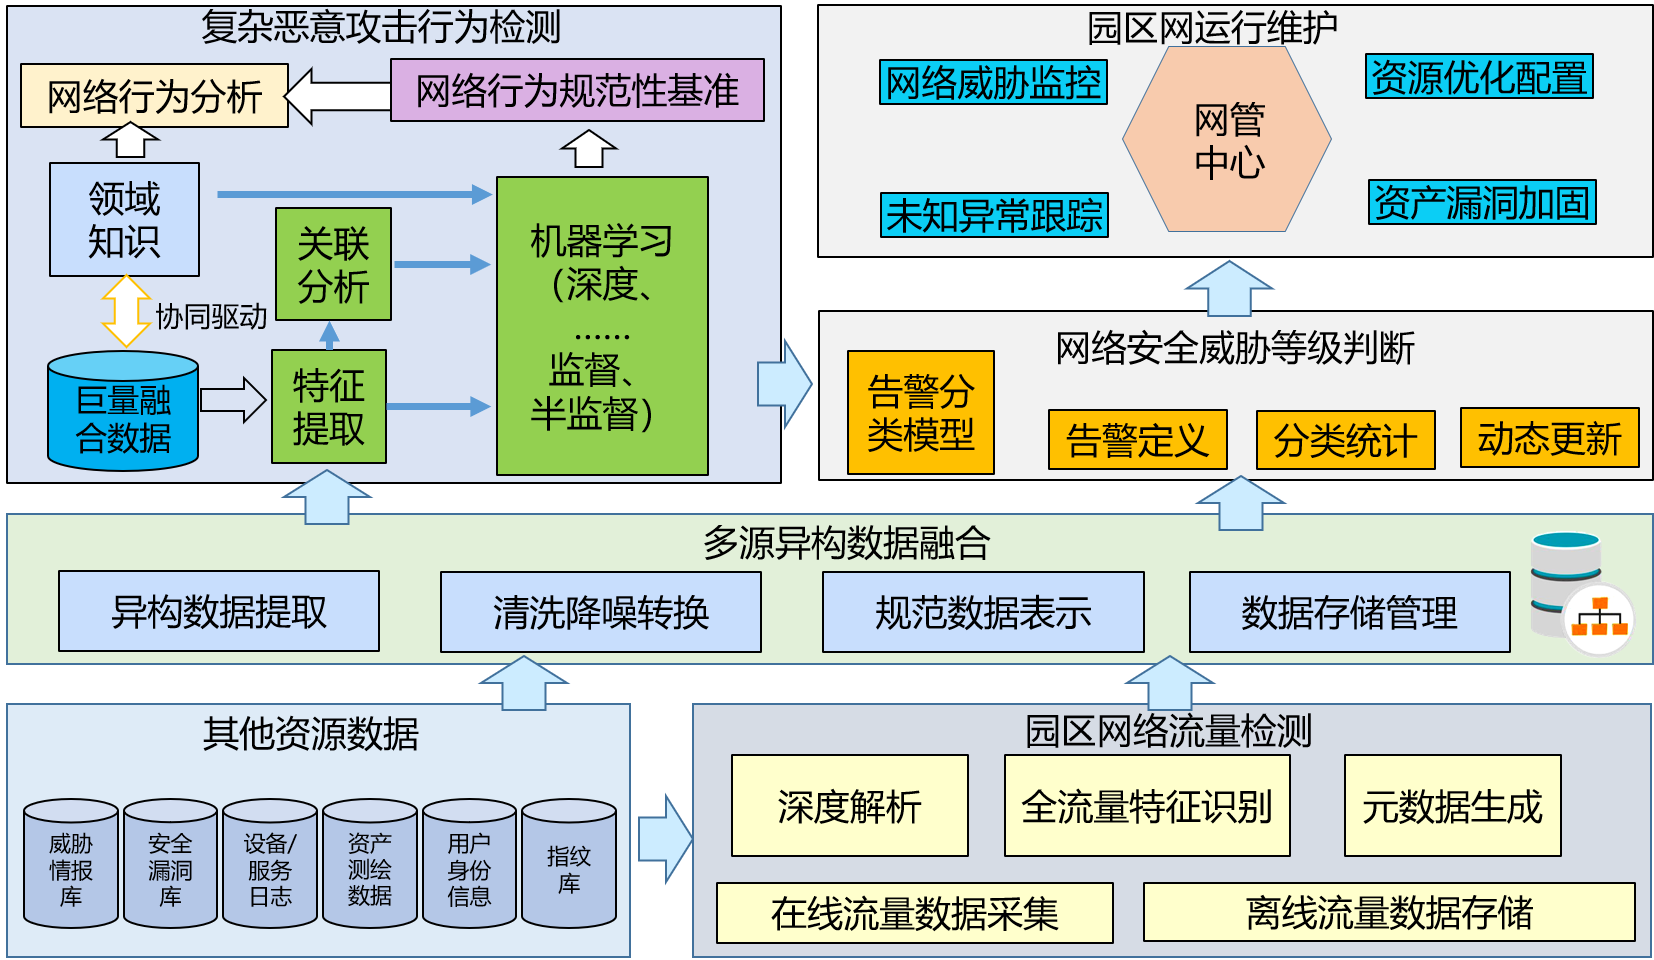 复杂恶意攻击行为检测
网络行为分析
网络行为规范性基准
领域
知识
协同驱动
巨量融
合数据
关联
分析
特征
提取
机器学习
（深度、
……
监督、
半监督）
园区网运行维护
网络威胁监控
资源优化配置
网管
中心
未知异常跟踪
资产漏洞加固
网络安全威胁等级判断
告警分
类模型
告警定义
分类统计
动态更新
多源异构数据融合
异构数据提取
清洗降噪转换
规范数据表示
数据存储管理
其他资源数据
威胁
情报
库
安全
漏洞
库
设备/
服务
日志
资产
测绘
数据
用户
身份
信息
指纹
库
园区网络流量检测
深度解析
全流量特征识别
元数据生成
在线流量数据采集
离线流量数据存储